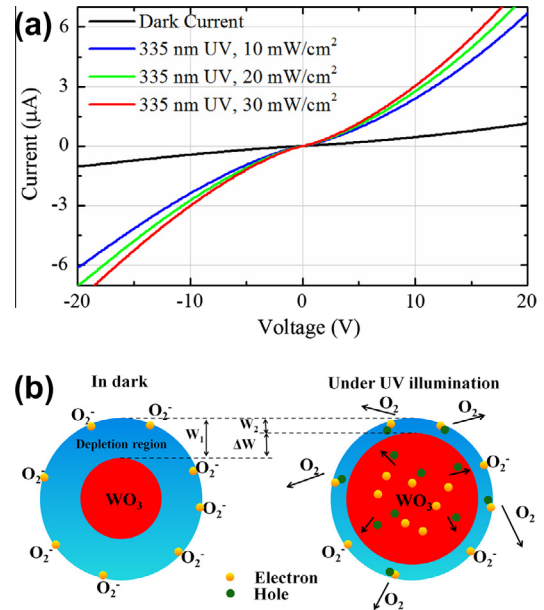 (a)
Dark Current
335 nm UV, 10 mW/cm²
335 nm UV, 20 mW/cm²
335 nm UV, 30 mW/cm²
Current (μA)
6
3
0
-3
-6
-20 -10 0 10 20
Voltage (V)
(b)
In dark
Under UV illumination
O₂⁻ O₂⁻
W₁
W₂
ΔW
Depletion region
WO₃
O₂⁻
O₂⁻
O₂⁻
O₂⁻
O₂⁻
O₂
O₂
O₂⁻
O₂
WO₃
O₂
O₂⁻
O₂⁻
O₂
Electron
Hole